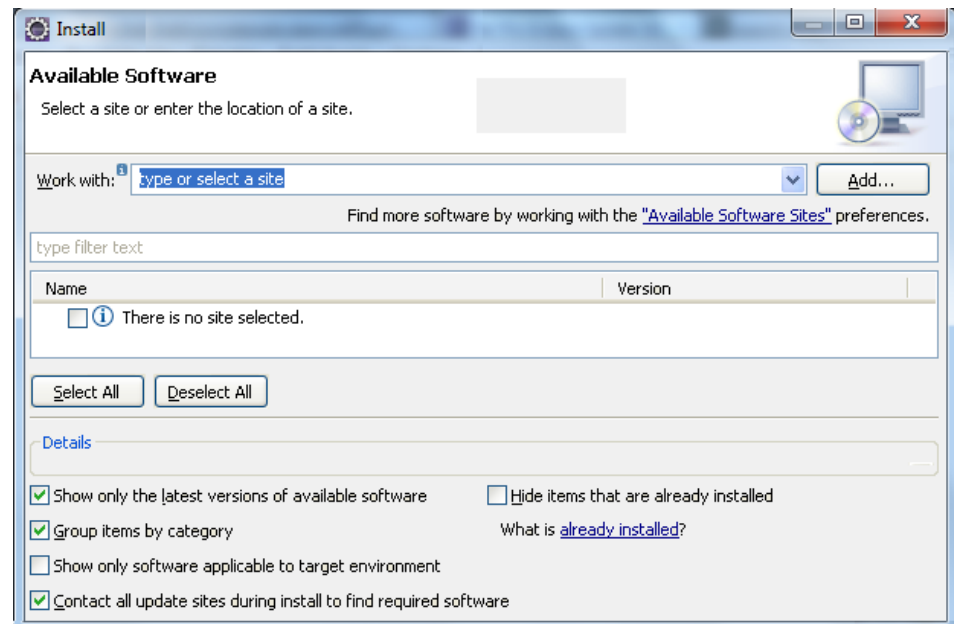 Install
Available Software
Select a site or enter the location of a site.
Work with: type or select a site Add...
Find more software by working with the "Available Software Sites" preferences.
type filter text
Name Version
There is no site selected.
Select All Deselect All
Details
Show only the latest versions of available software Hide items that are already installed
Group items by category What is already installed?
Show only software applicable to target environment
Contact all update sites during install to find required software